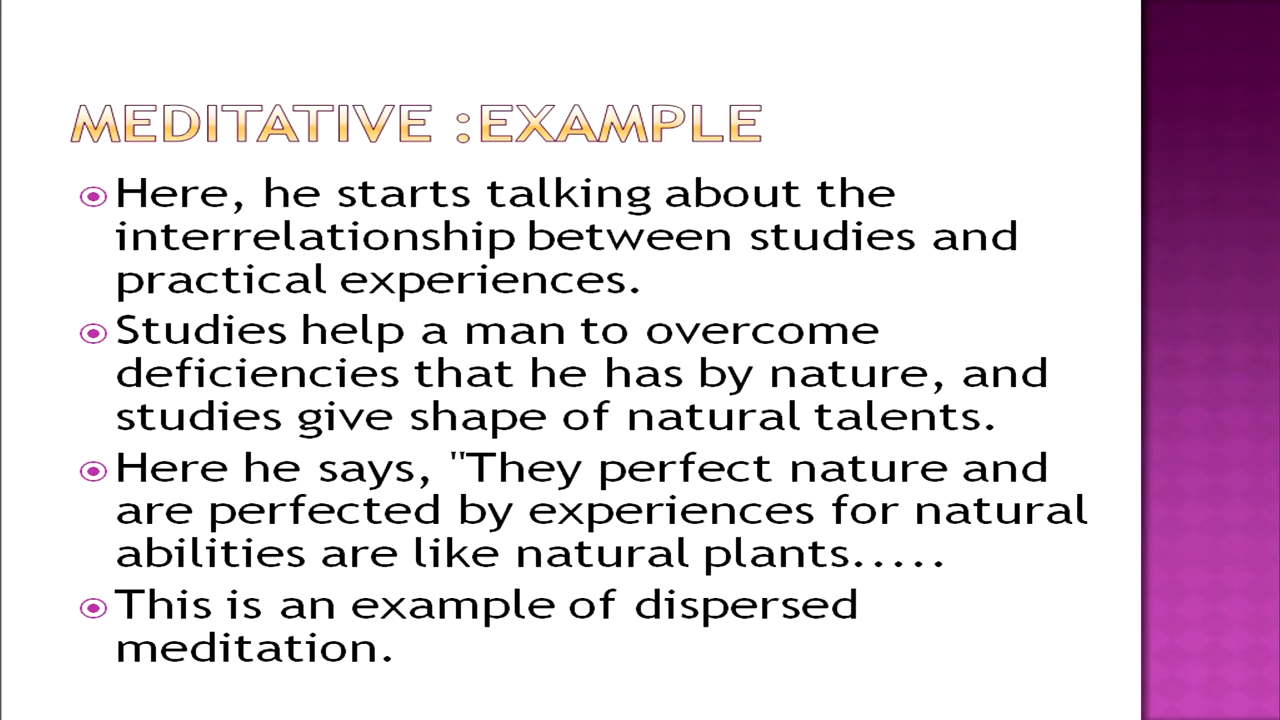 MEDITATIVE :EXAMPLE
Here, he starts talking about the
interrelationship between studies and
practical experiences.
Studies help a man to overcome
deficiencies that he has by nature, and
studies give shape of natural talents.
Here he says, "They perfect nature and
are perfected by experiences for natural
abilities are like natural plants.....
This is an example of dispersed
meditation.